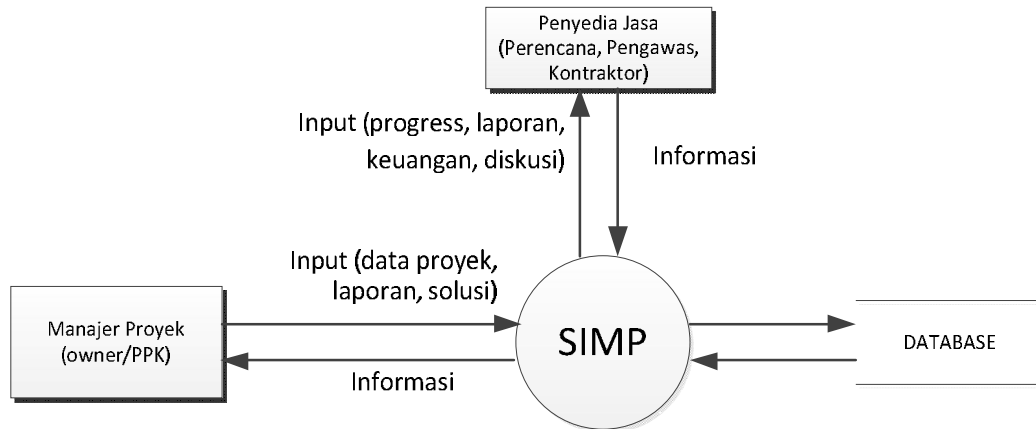 Penyedia Jasa
(Perencana, Pengawas,
Kontraktor)
Input (progress, laporan,
keuangan, diskusi)
Informasi
Input (data proyek,
laporan, solusi)
Manajer Proyek
(owner/PPK)
SIMP
DATABASE
Informasi